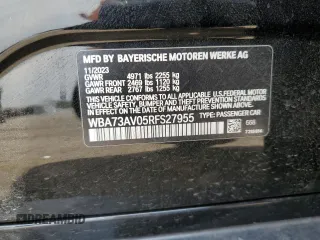 MFD BY BAYERISCHE MOTOREN WERKE AG
11/2023
GVWR 4971 lbs 2255 kg
GAWR FRONT 2469 lbs 1120 kg
GAWR REAR 2767 lbs 1255 kg
THIS VEHICLE CONFORMS TO ALL APPLICABLE
U.S. FEDERAL MOTOR VEHICLE SAFETY, BUMPER,
AND THEFT PREVENTION STANDARDS IN EFFECT
ON THE DATE OF MANUFACTURE SHOWN ABOVE.
WBA73AV05RFS27955 TYPE: PASSENGER CAR
DREAMBID